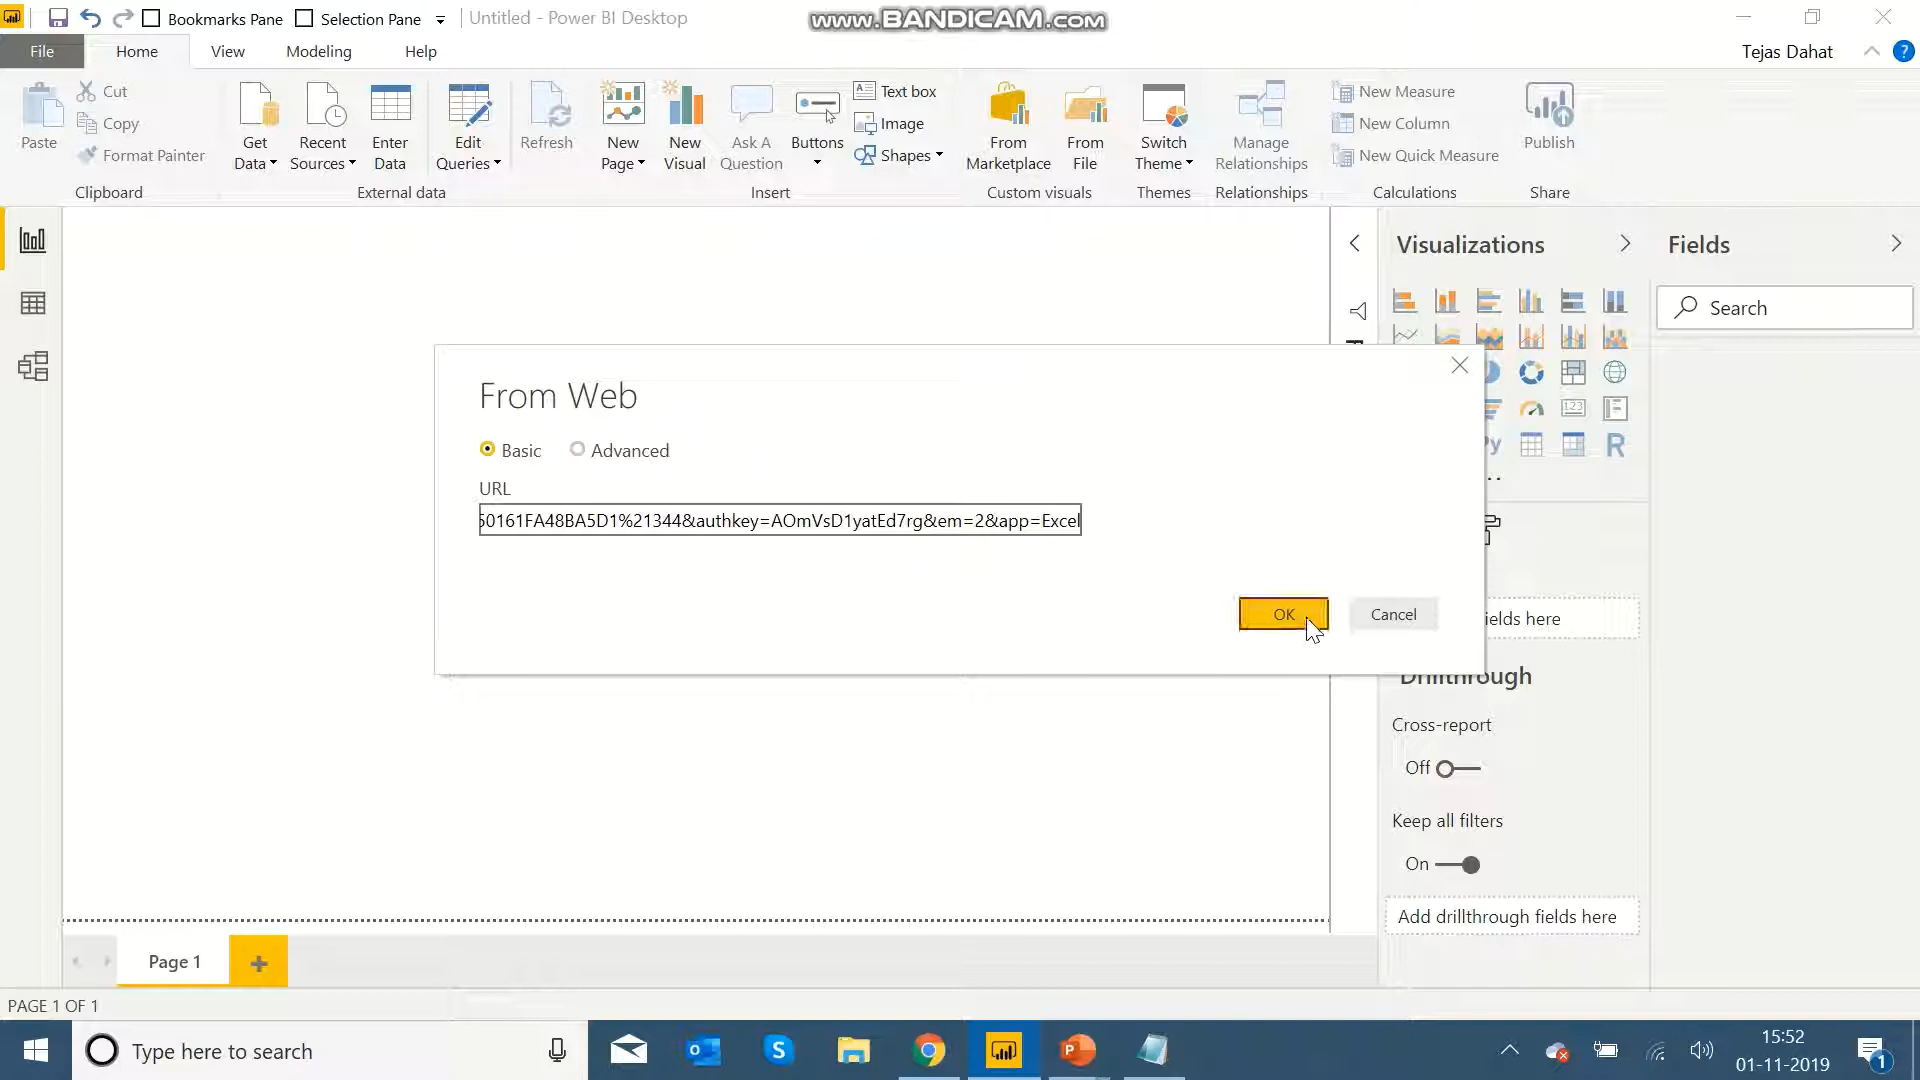 Bookmarks Pane Selection Pane Untitled - Power BI Desktop
www.BANDICAM.com
File Home View Modeling Help Tejas Dahat
Paste
Cut
Copy
Format Painter
Clipboard
Get Data
Recent Sources
Enter Data
Edit Queries
External data
Refresh
New Page
New Visual
Ask A Question
Buttons
Text box
Image
Shapes
Insert
From Marketplace
From File
Custom visuals
Switch Theme
Themes
Manage Relationships
Relationships
New Measure
New Column
New Quick Measure
Calculations
Publish
Share
Visualizations
Fields
Search
From Web
Basic Advanced
URL
50161FA48BA5D1%21344&authkey=AOmVsD1yatEd7rg&em=2&app=Excel
OK Cancel
ields here
Drillthrough
Cross-report
Off
Keep all filters
On
Add drillthrough fields here
Page 1
PAGE 1 OF 1
Type here to search
15:52
01-11-2019
1